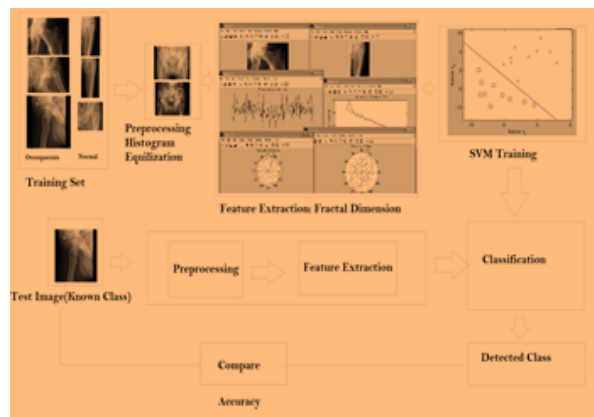 Osteoporosis Normal
Training Set
Preprocessing
Histogram
Equilization
Feature Extraction: Fractal Dimension
SVM Training
Test Image(Known Class)
Preprocessing
Feature Extraction
Classification
Detected Class
Compare
Accuracy